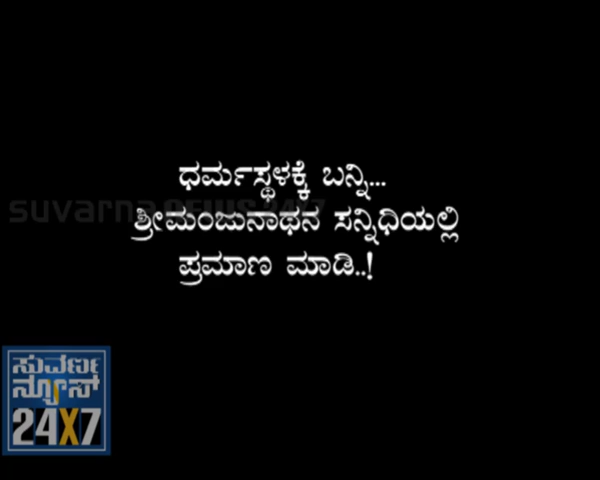 ಧರ್ಮಸ್ಥಳಕ್ಕೆ ಬನ್ನಿ...
suvarna news 24x7
ಶ್ರೀಮಂಜುನಾಥನ ಸನ್ನಿಧಿಯಲ್ಲಿ
ಪ್ರಮಾಣ ಮಾಡಿ..!
ಸುವರ್ಣ
ನ್ಯೂಸ್
24X7